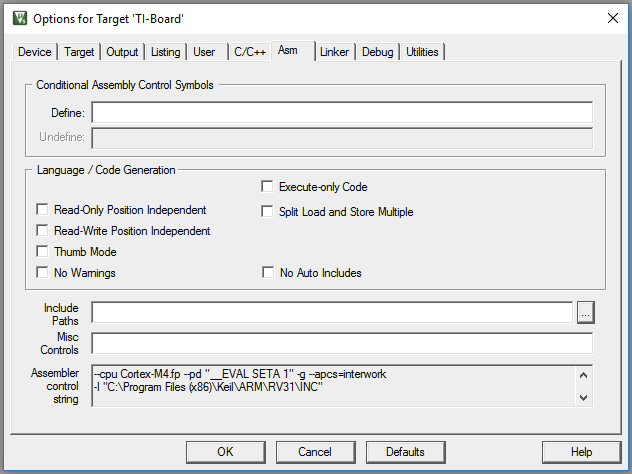 Options for Target 'TI-Board'
Device Target Output Listing User C/C++ Asm Linker Debug Utilities
Conditional Assembly Control Symbols
Define:
Undefine:
Language / Code Generation
Execute-only Code
Read-Only Position Independent
Split Load and Store Multiple
Read-Write Position Independent
Thumb Mode
No Warnings
No Auto Includes
Include
Paths
...
Misc
Controls
Assembler
control
string
--cpu Cortex-M4.fp --pd "__EVAL SETA 1" -g --apcs=interwork
-I "C:\Program Files (x86)\Keil\ARM\RV31\INC"
OK Cancel Defaults Help